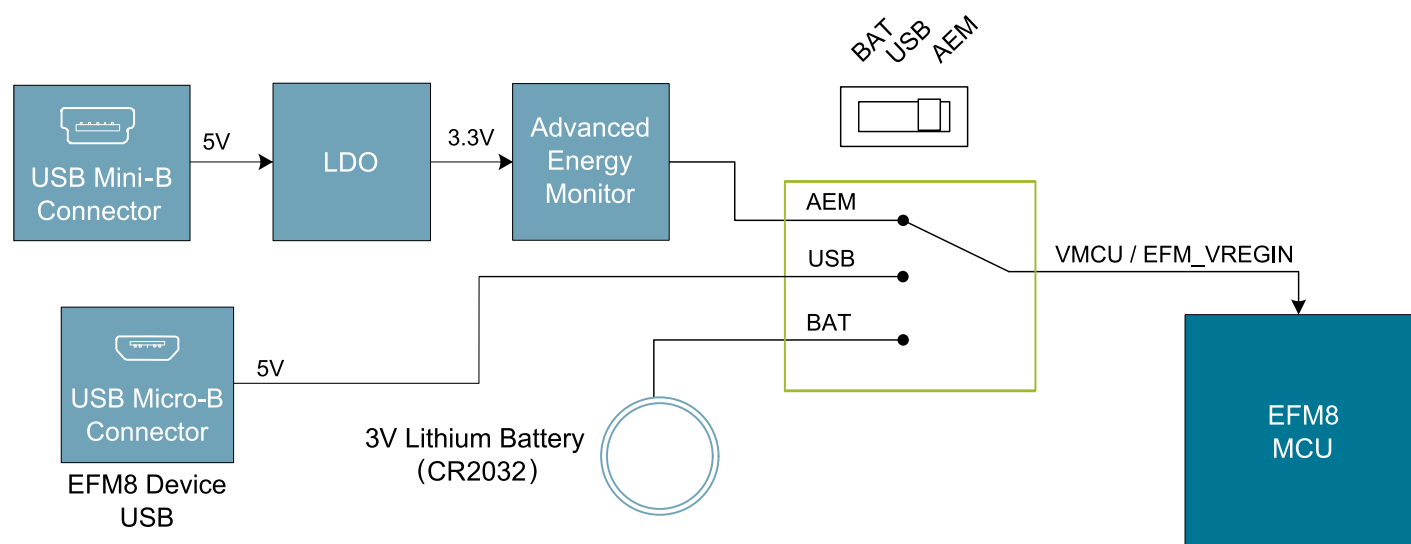 BAT
USB
AEM
USB Mini-B
Connector
5V
LDO
3.3V
Advanced
Energy
Monitor
AEM
USB
BAT
VMCU / EFM_VREGIN
USB Micro-B
Connector
5V
EFM8 Device
USB
3V Lithium Battery
(CR2032)
EFM8
MCU